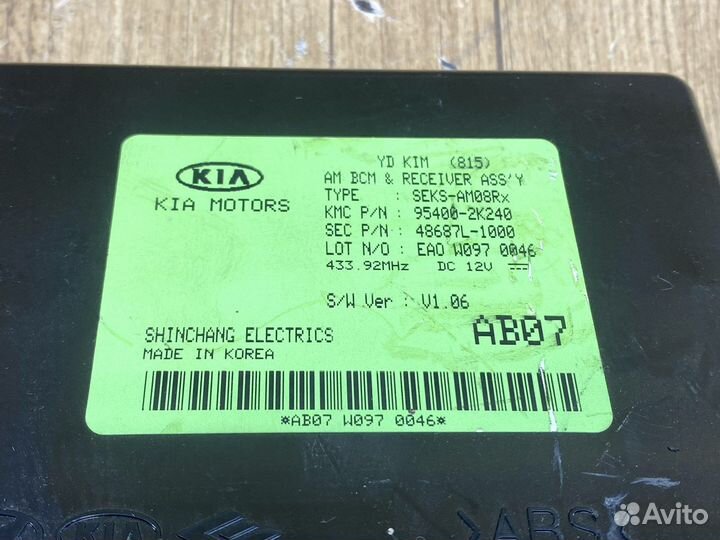 KIA
KIA MOTORS
YD KIM (815)
AM BCM & RECEIVER ASS'Y
TYPE : SEKS-AM08Rx
KMC P/N : 95400-2K240
SEC P/N : 48687L-1000
LOT N/O : EAO W097 0046
433.92MHz DC 12V
S/W Ver : V1.06
SHINCHANG ELECTRICS
MADE IN KOREA
AB07
*AB07 W097 0046*
KIA
>ABS<
Avito